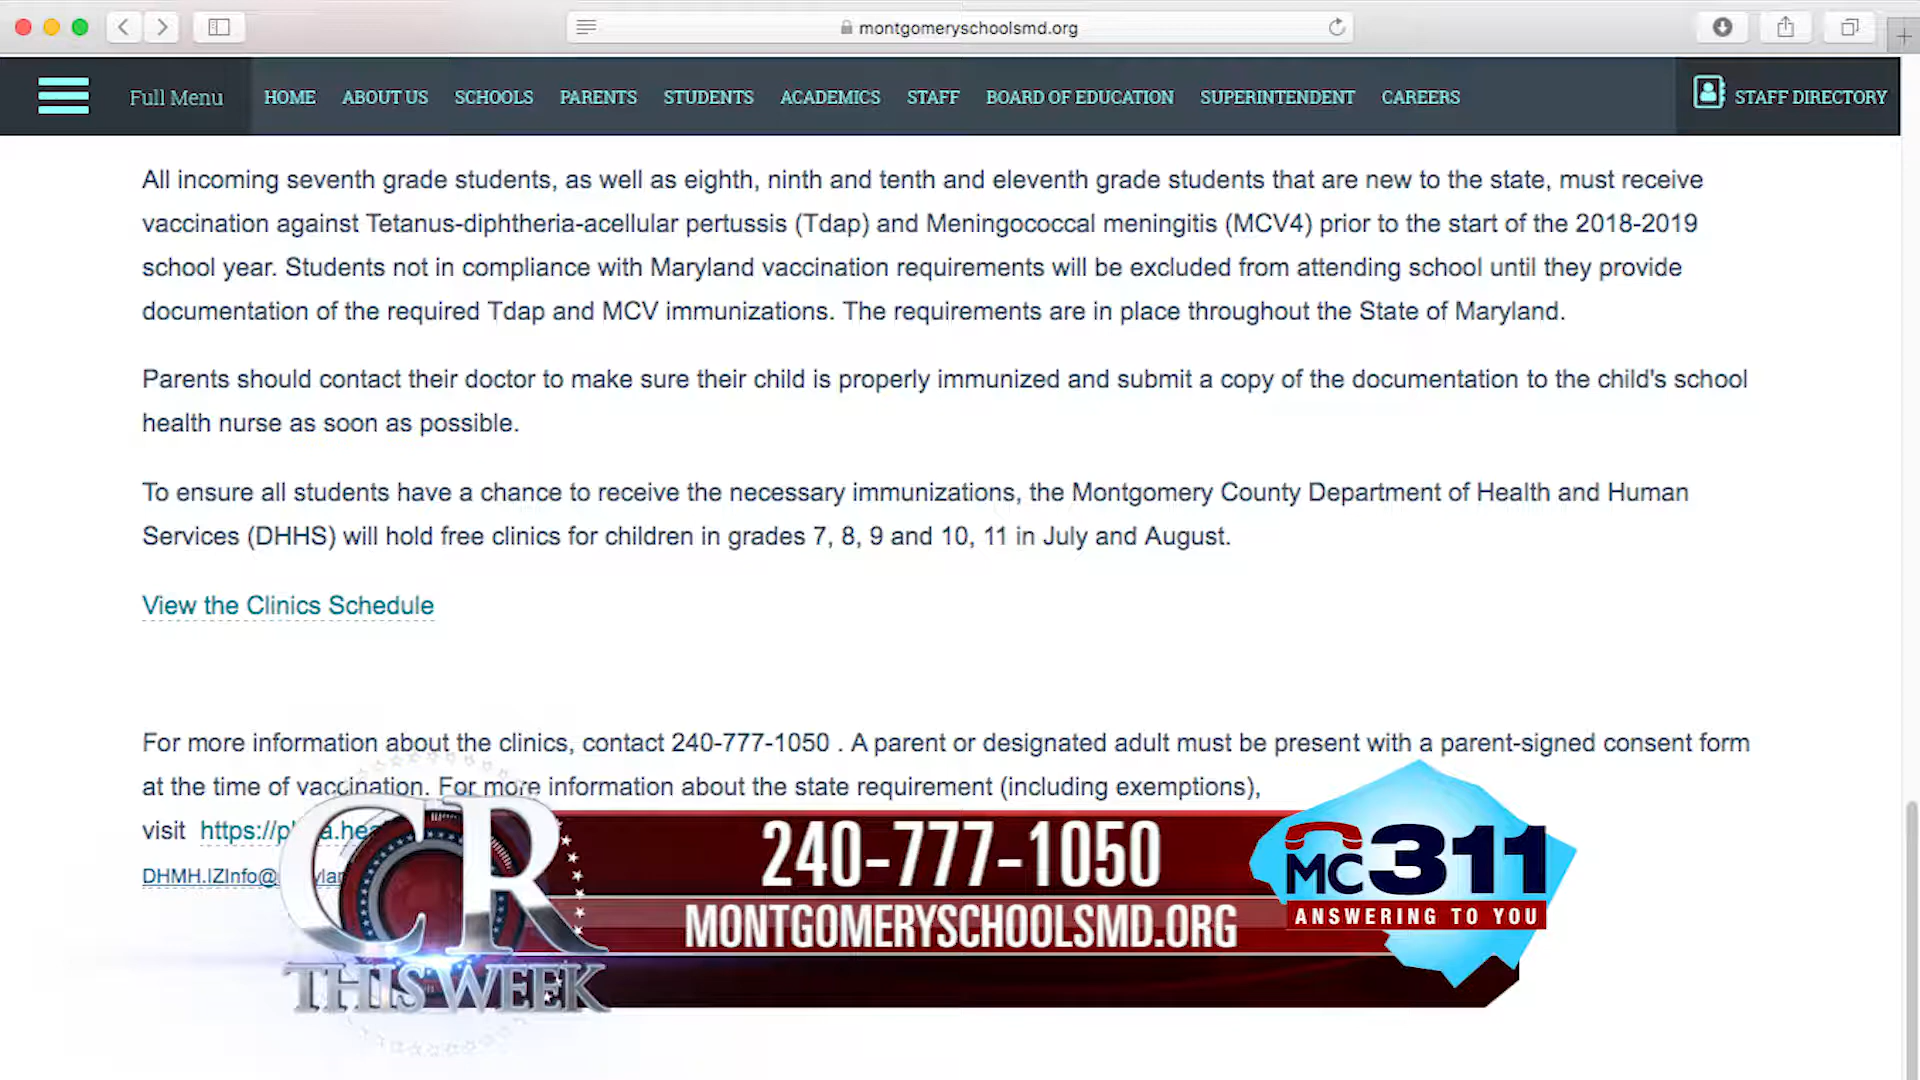 montgomeryschoolsmd.org
Full Menu HOME ABOUT US SCHOOLS PARENTS STUDENTS ACADEMICS STAFF BOARD OF EDUCATION SUPERINTENDENT CAREERS STAFF DIRECTORY
All incoming seventh grade students, as well as eighth, ninth and tenth and eleventh grade students that are new to the state, must receive
vaccination against Tetanus-diphtheria-acellular pertussis (Tdap) and Meningococcal meningitis (MCV4) prior to the start of the 2018-2019
school year. Students not in compliance with Maryland vaccination requirements will be excluded from attending school until they provide
documentation of the required Tdap and MCV immunizations. The requirements are in place throughout the State of Maryland.
Parents should contact their doctor to make sure their child is properly immunized and submit a copy of the documentation to the child's school
health nurse as soon as possible.
To ensure all students have a chance to receive the necessary immunizations, the Montgomery County Department of Health and Human
Services (DHHS) will hold free clinics for children in grades 7, 8, 9 and 10, 11 in July and August.
View the Clinics Schedule
For more information about the clinics, contact 240-777-1050 . A parent or designated adult must be present with a parent-signed consent form
at the time of vaccination. For more information about the state requirement (including exemptions),
visit
DHMH.IZInfo@
CR
THIS WEEK
240-777-1050
MONTGOMERYSCHOOLSMD.ORG
MC311
ANSWERING TO YOU